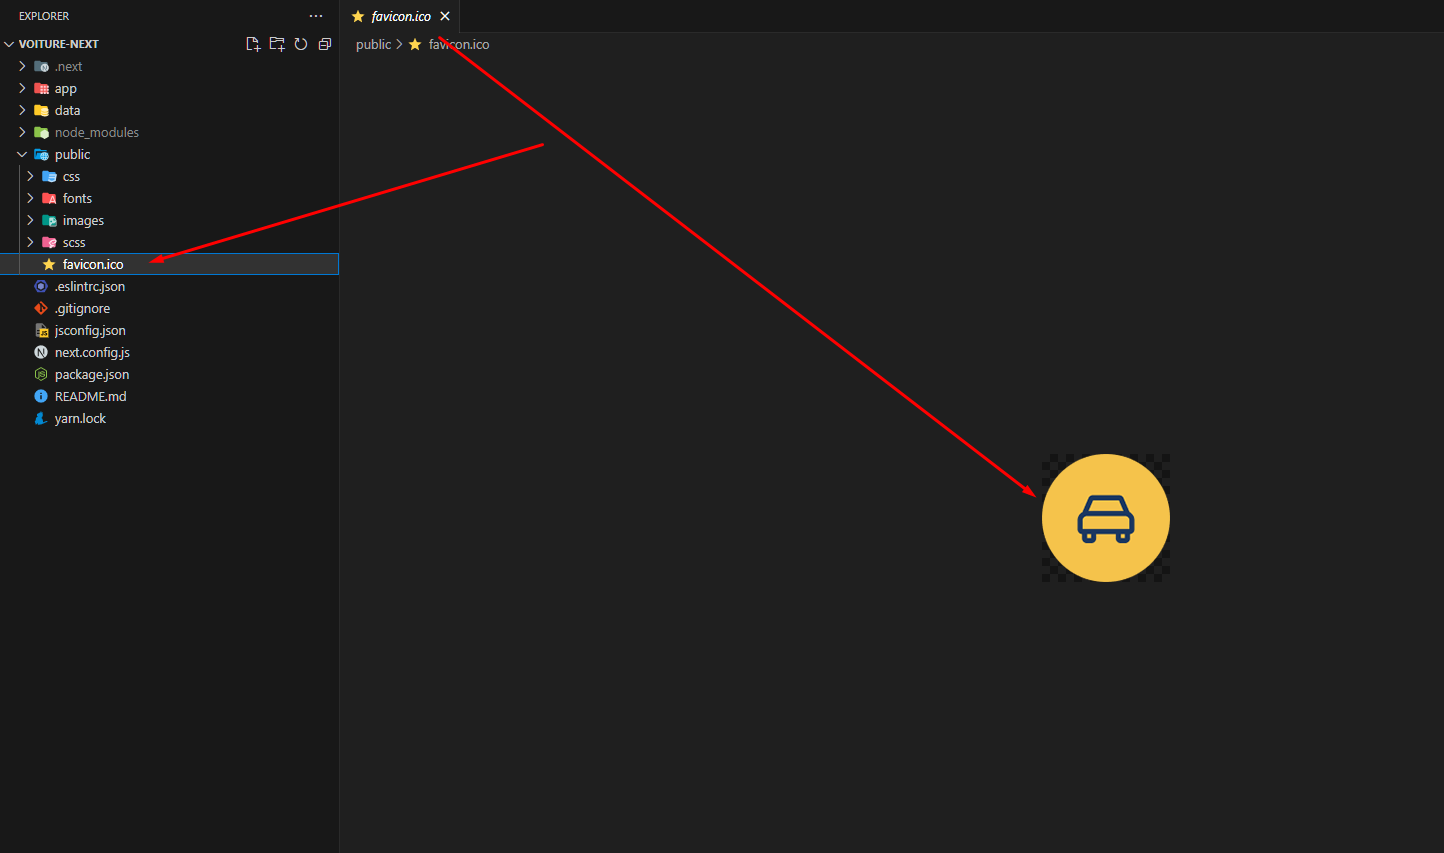 EXPLORER
VOITURE-NEXT
.next
app
data
node_modules
public
css
fonts
images
scss
favicon.ico
.eslintrc.json
.gitignore
jsconfig.json
next.config.js
package.json
README.md
yarn.lock
favicon.ico
public > favicon.ico